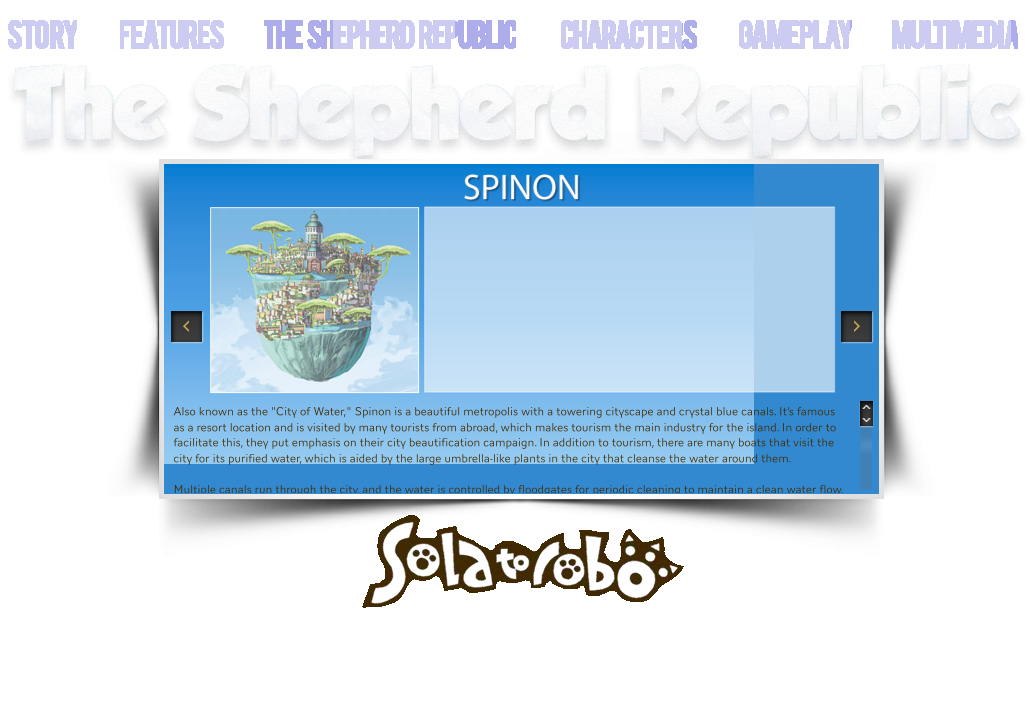 STORY FEATURES THE SHEPHERD REPUBLIC CHARACTERS GAMEPLAY MULTIMEDIA
The Shepherd Republic
SPINON
Also known as the "City of Water," Spinon is a beautiful metropolis with a towering cityscape and crystal blue canals. It's famous
as a resort location and is visited by many tourists from abroad, which makes tourism the main industry for the island. In order to
facilitate this, they put emphasis on their city beautification campaign. In addition to tourism, there are many boats that visit the
city for its purified water, which is aided by the large umbrella-like plants in the city that cleanse the water around them.
Multiple canals run through the city, and the water is controlled by floodgates for periodic cleaning to maintain a clean water flow.
Solatorobo